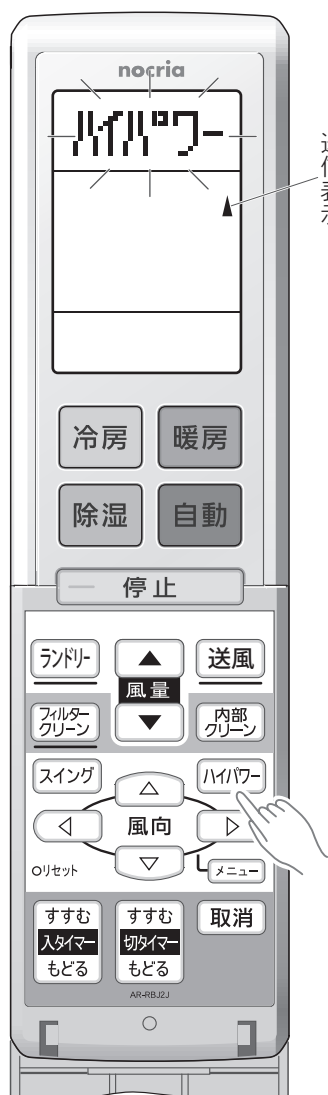 nocria
ハイパワー
送信表示
冷房
暖房
除湿
自動
停止
ランドリー
風量
送風
フィルター
クリーン
内部
クリーン
スイング
ハイパワー
風向
リセット
メニュー
すすむ
入タイマー
もどる
すすむ
切タイマー
もどる
取消
AR-RBJ2J